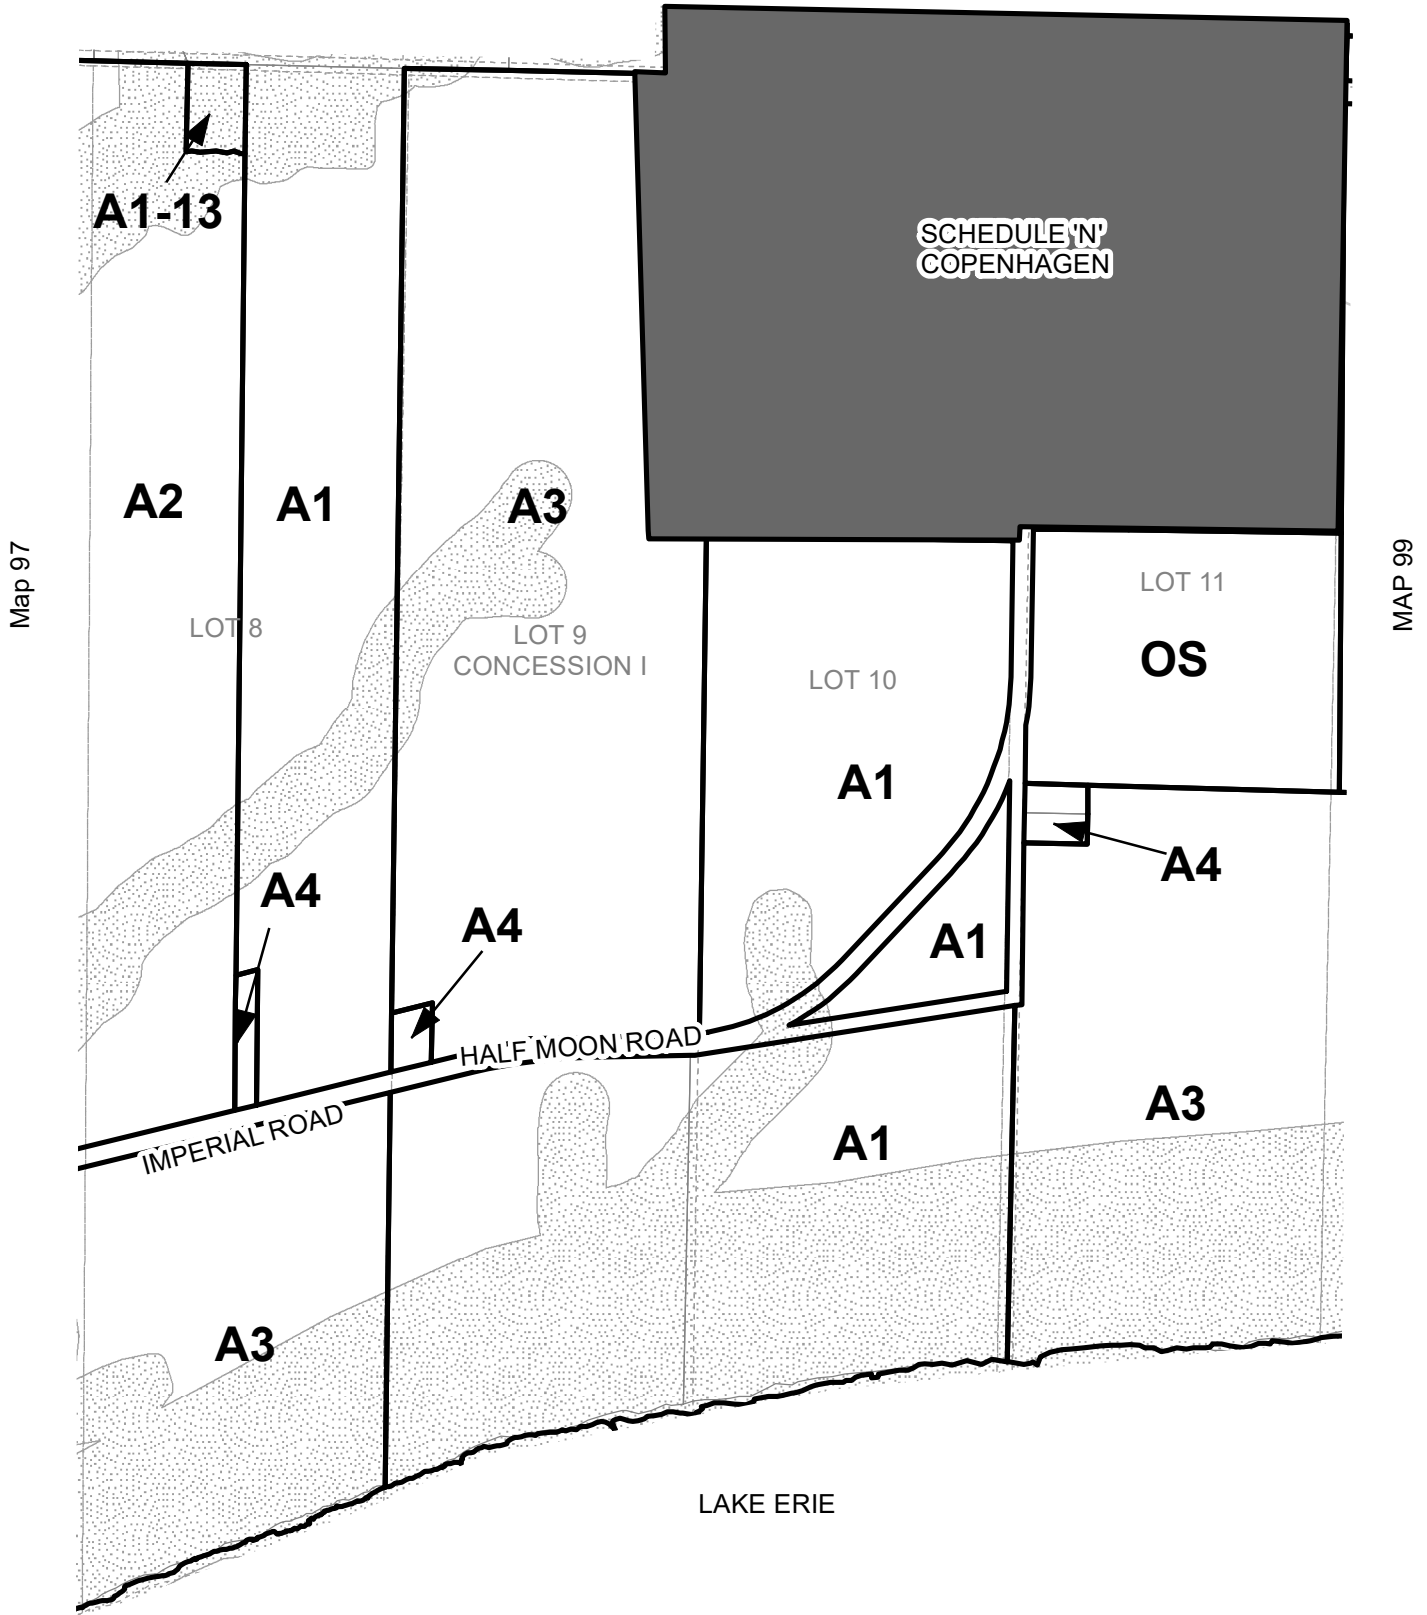 A1-13
SCHEDULE 'N'
COPENHAGEN
A2
A1
A3
Map 97
MAP 99
LOT 8
LOT 9
CONCESSION I
LOT 10
LOT 11
OS
A1
A4
A4
A1
A4
HALF MOON ROAD
IMPERIAL ROAD
A1
A3
A3
LAKE ERIE